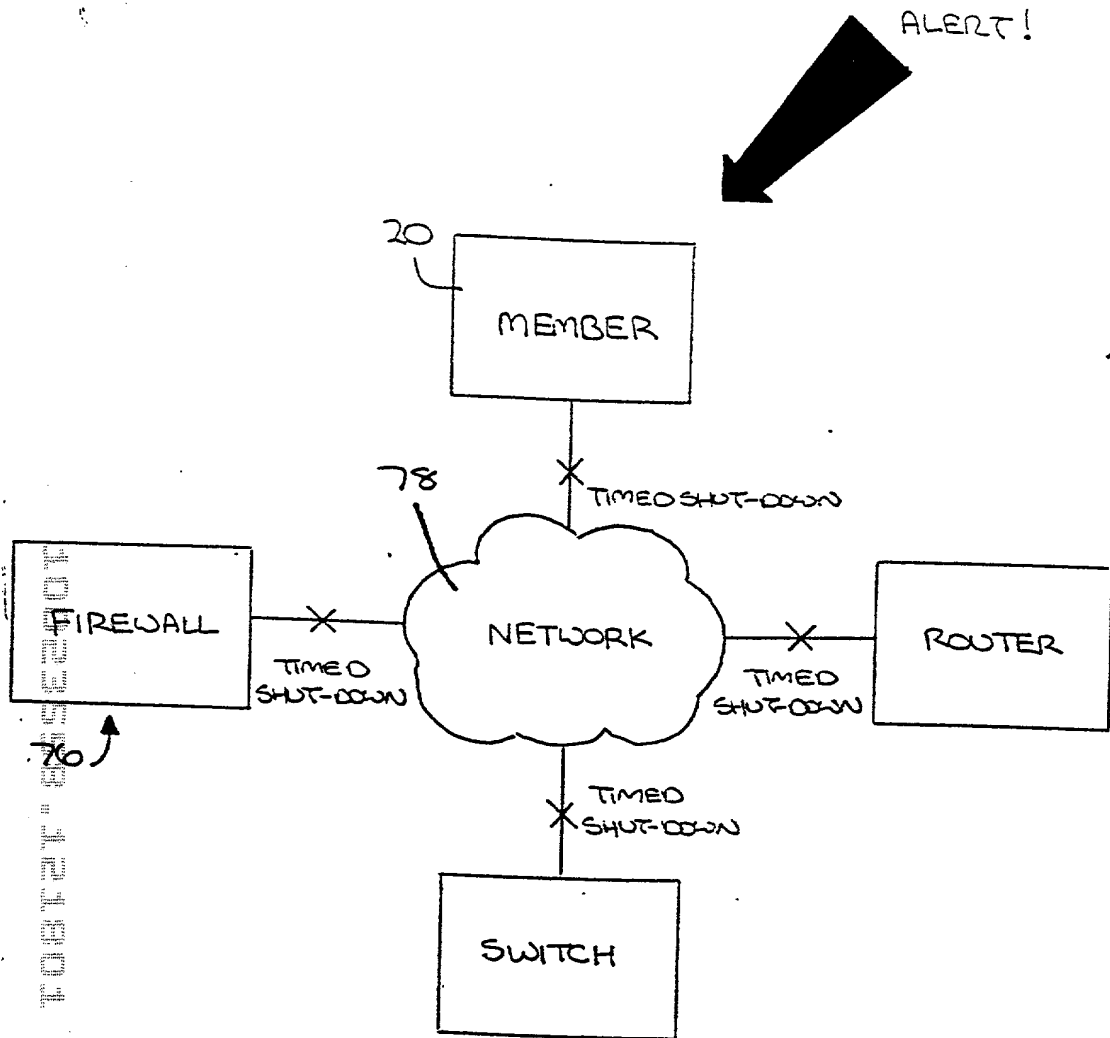 ALERT!
20
MEMBER
78
TIMED SHUT-DOWN
FIREWALL
NETWORK
ROUTER
TIMED
SHUT-DOWN
TIMED
SHUT-DOWN
76
TIMED
SHUT-DOWN
SWITCH